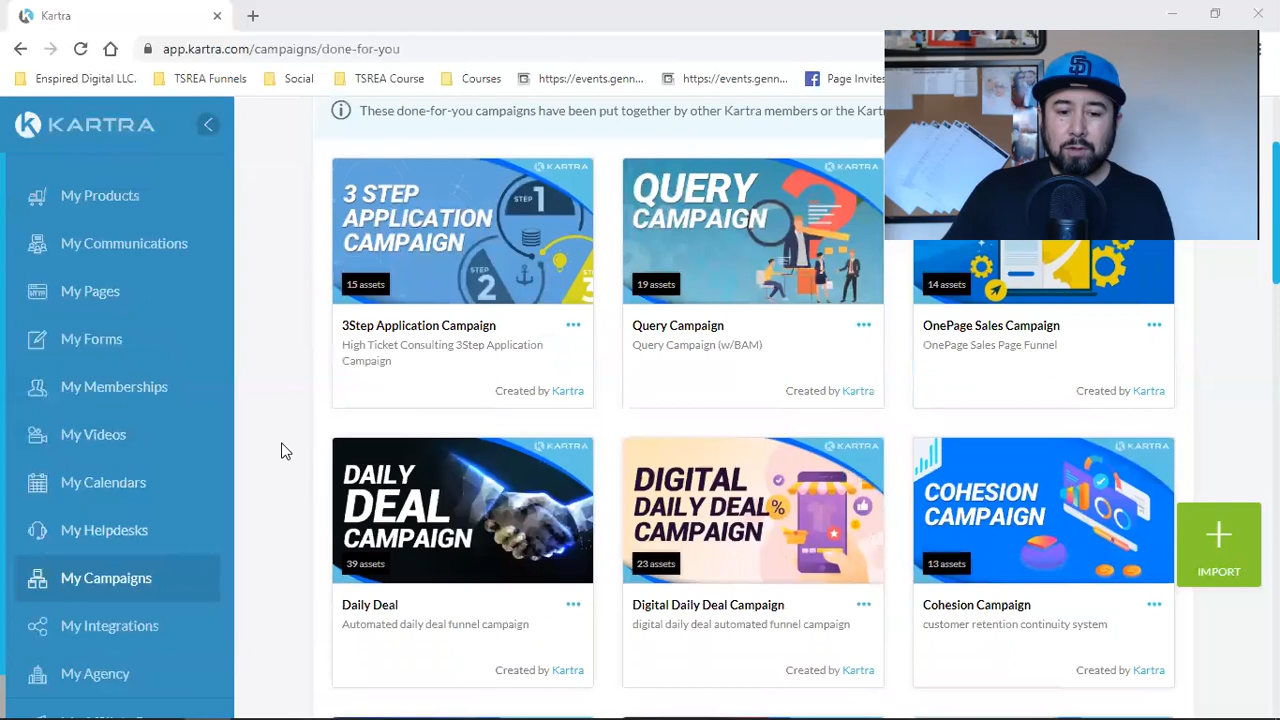 Kartra
app.kartra.com/campaigns/done-for-you
Enspired Digital LLC.
Social
Courses
https://events.genn...
https://events.genn...
Page Invites
KARTRA
My Products
My Communications
My Pages
My Forms
My Memberships
My Videos
My Calendars
My Helpdesks
My Campaigns
My Integrations
My Agency
These done-for-you campaigns have been put together by other Kartra members or the Kartr
KARTRA
3 STEP
APPLICATION
CAMPAIGN
STEP 1
STEP 2
3Step Application Campaign
High Ticket Consulting 3Step Application
Campaign
Created by Kartra
KARTRA
QUERY
CAMPAIGN
19 assets
Query Campaign
Query Campaign (w/BAM)
Created by Kartra
14 assets
OnePage Sales Campaign
OnePage Sales Page Funnel
Created by Kartra
KARTRA
DAILY
DEAL
CAMPAIGN
39 assets
Daily Deal
Automated daily deal funnel campaign
Created by Kartra
KARTRA
DIGITAL
DAILY DEAL
CAMPAIGN
23 assets
Digital Daily Deal Campaign
digital daily deal automated funnel campaign
Created by Kartra
KARTRA
COHESION
CAMPAIGN
13 assets
Cohesion Campaign
customer retention continuity system
Created by Kartra
IMPORT